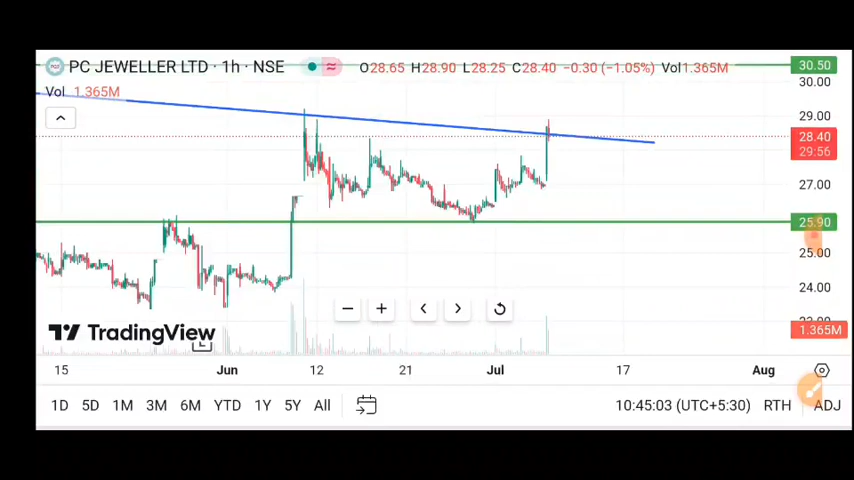 PC JEWELLER LTD · 1h · NSE O28.65 H28.90 L28.25 C28.40 −0.30 (−1.05%) Vol1.365M
30.50
30.00
Vol 1.365M
29.00
28.40
29:56
27.00
25.90
25.00
24.00
TradingView
1.365M
15 Jun 12 21 Jul 17 Aug
1D 5D 1M 3M 6M YTD 1Y 5Y All 10:45:03 (UTC+5:30) RTH ADJ